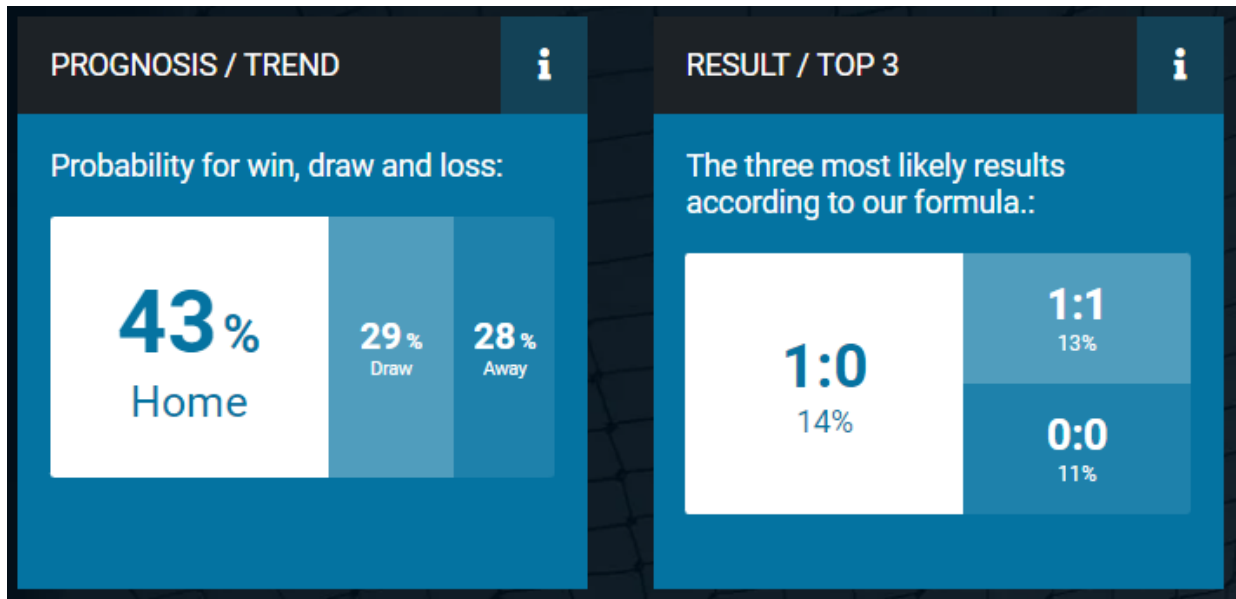 PROGNOSIS / TREND
i
Probability for win, draw and loss:
43 %
Home
29 %
Draw
28 %
Away
RESULT / TOP 3
i
The three most likely results
according to our formula.:
1:0
14%
1:1
13%
0:0
11%